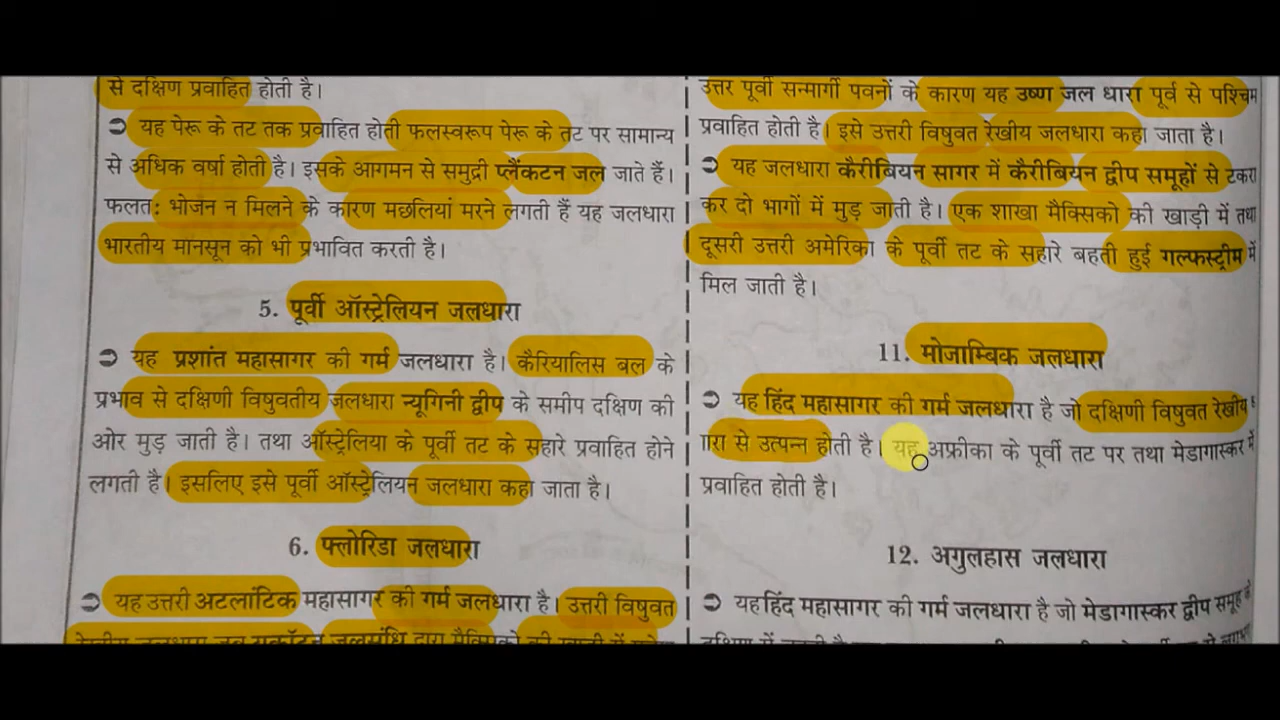 से दक्षिण प्रवाहित होती है।
➲ यह पेरू के तट तक प्रवाहित होती फलस्वरूप पेरू के तट पर सामान्य
से अधिक वर्षा होती है। इसके आगमन से समुद्री प्लैंकटन जल जाते हैं।
फलतः भोजन न मिलने के कारण मछलियां मरने लगती हैं यह जलधारा
भारतीय मानसून को भी प्रभावित करती है।
5. पूर्वी ऑस्ट्रेलियन जलधारा
➲ यह प्रशांत महासागर की गर्म जलधारा है। कैरियालिस बल के
प्रभाव से दक्षिणी विषुवतीय जलधारा न्यूगिनी द्वीप के समीप दक्षिण की
ओर मुड़ जाती है। तथा ऑस्ट्रेलिया के पूर्वी तट के सहारे प्रवाहित होने
लगती है। इसलिए इसे पूर्वी ऑस्ट्रेलियन जलधारा कहा जाता है।
6. फ्लोरिडा जलधारा
➲ यह उत्तरी अटलांटिक महासागर की गर्म जलधारा है। उत्तरी विषुवत
उत्तर पूर्वी सन्मार्गी पवनों के कारण यह उष्ण जल धारा पूर्व से पश्चिम
प्रवाहित होती है। इसे उत्तरी विषुवत रेखीय जलधारा कहा जाता है।
➲ यह जलधारा कैरीबियन सागर में कैरीबियन द्वीप समूहों से टकरा
कर दो भागों में मुड़ जाती है। एक शाखा मैक्सिको की खाड़ी में तथा
दूसरी उत्तरी अमेरिका के पूर्वी तट के सहारे बहती हुई गल्फस्ट्रीम में
मिल जाती है।
11. मोजाम्बिक जलधारा
➲ यह हिंद महासागर की गर्म जलधारा है जो दक्षिणी विषुवत रेखीय
से उत्पन्न होती है। यह अफ्रीका के पूर्वी तट पर तथा मेडागास्कर में
प्रवाहित होती है।
12. अगुलहास जलधारा
➲ यह हिंद महासागर की गर्म जलधारा है जो मेडागास्कर द्वीप समूह के